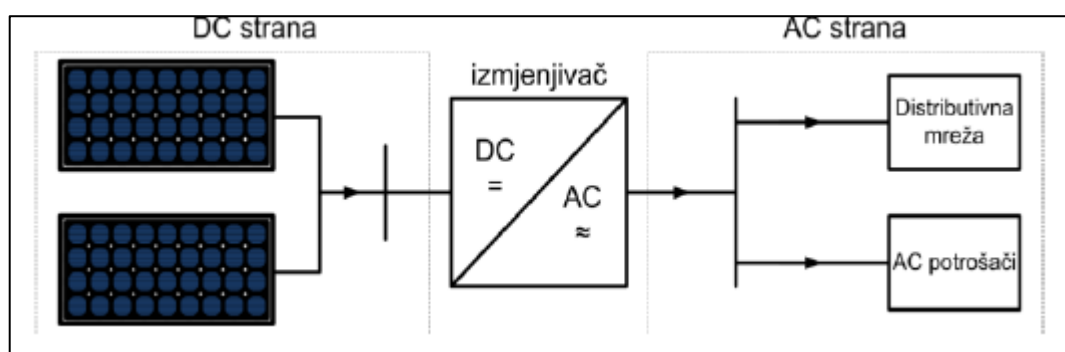 DC strana
AC strana
izmjenjivač
DC
=
AC
≈
Distributivna
mreža
AC potrošači